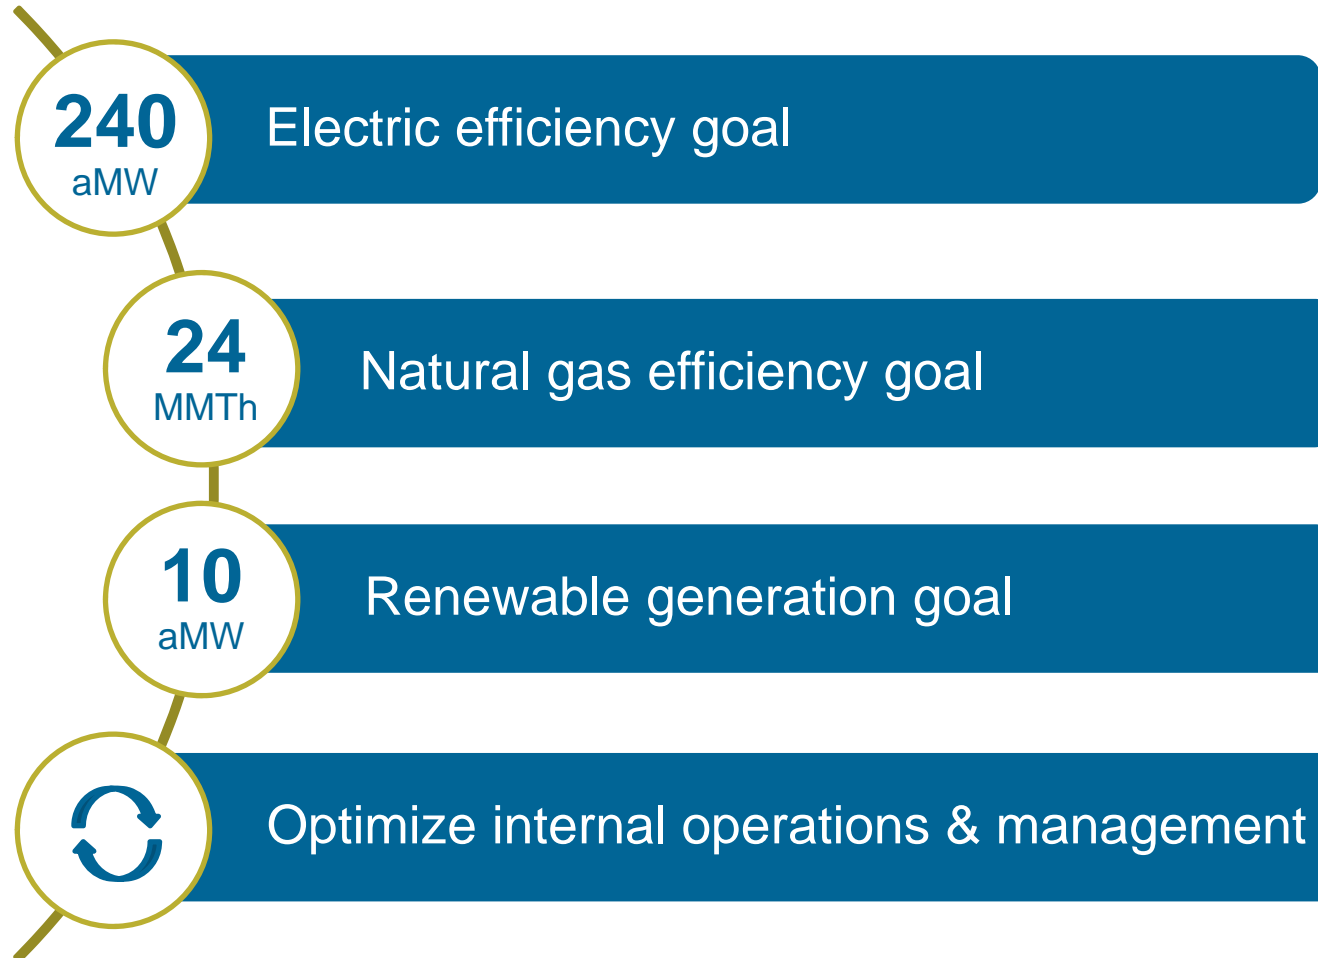 240
aMW
Electric efficiency goal
24
MMTh
Natural gas efficiency goal
10
aMW
Renewable generation goal
Optimize internal operations & management